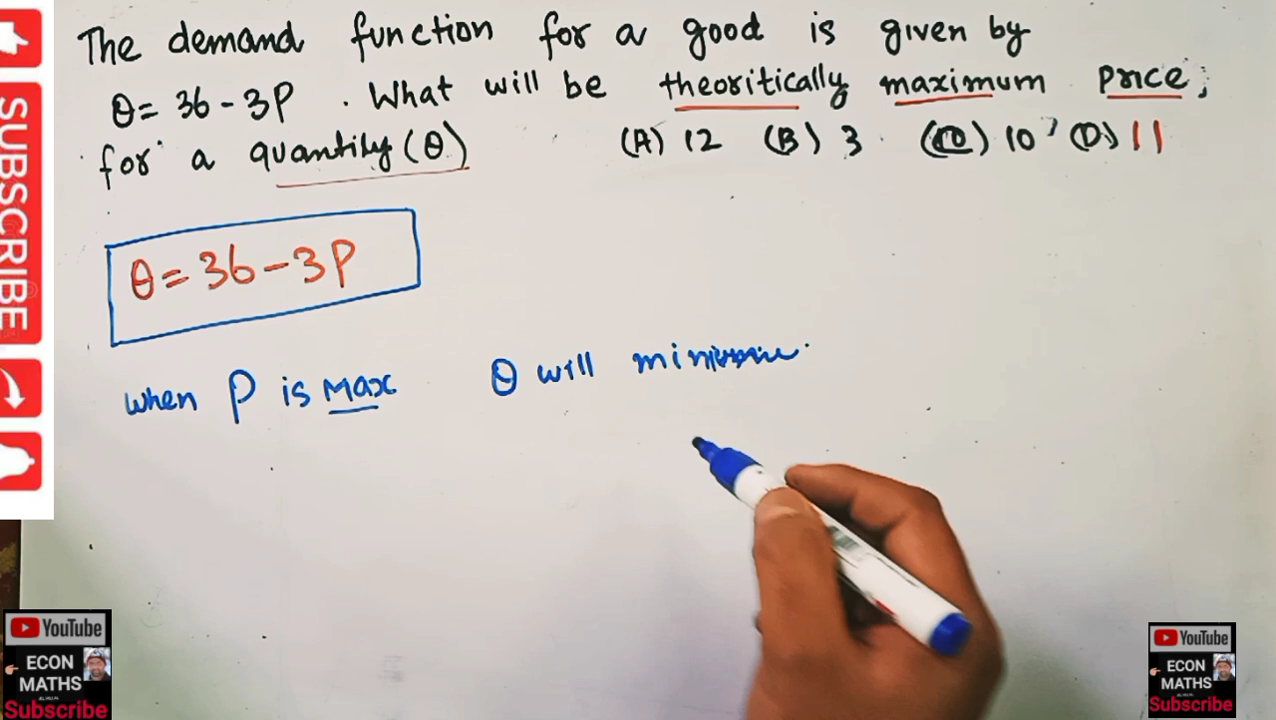 The demand function for a good is given by
θ = 36 - 3P . What will be theoritically maximum Price;
for a quantity (θ) (A) 12 (B) 3 10 (D) 11
θ = 36 - 3P
when P is Max θ will
SUBSCRIBE
YouTube
ECON
MATHS
Subscribe
YouTube
ECON
MATHS
Subscribe